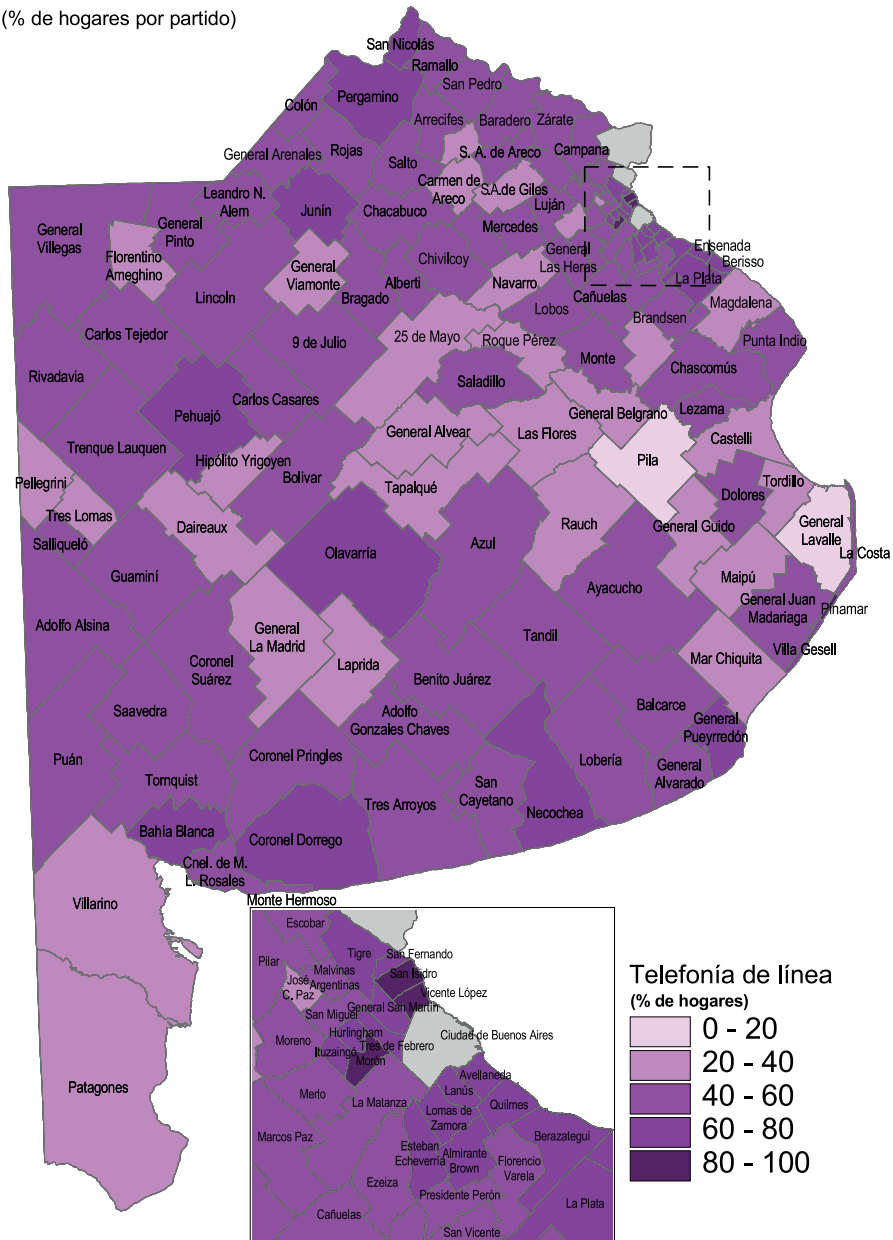 (% de hogares por partido)
San Nicolás
Ramallo
San Pedro
Pergamino
Colón
Arrecifes
Baradero
Zárate
General Arenales
Rojas
Salto
S. A. de Areco
Campana
Leandro N.
Alem
Carmen de
Areco
S.A.de Giles
Junín
Chacabuco
Luján
General
Villegas
General
Pinto
Mercedes
Florentino
Ameghino
General
Viamonte
Chivilcoy
General
Las Heras
Ensenada
Berisso
La Plata
Lincoln
Bragado
Alberti
Navarro
Cañuelas
Magdalena
Lobos
Brandsen
Carlos Tejedor
9 de Julio
25 de Mayo
Roque Pérez
Monte
Punta Indio
Chascomús
Rivadavia
Saladillo
Pehuajó
Carlos Casares
General Belgrano
Lezama
Trenque Lauquen
General Alvear
Las Flores
Castelli
Hipólito Yrigoyen
Pila
Pellegrini
Bolivar
Tapalqué
Tordillo
Dolores
Tres Lomas
Daireaux
Rauch
General Guido
General
Lavalle
Salliqueló
Olavarría
Azul
La Costa
Guaminí
Ayacucho
Maipú
General Juan
Madariaga
Pinamar
Adolfo Alsina
General
La Madrid
Tandil
Villa Gesell
Coronel
Suárez
Laprida
Mar Chiquita
Benito Juárez
Saavedra
Adolfo
Gonzales Chaves
Balcarce
General
Pueyrredón
Puán
Coronel Pringles
Lobería
Tornquist
San
Cayetano
General
Alvarado
Tres Arroyos
Necochea
Bahía Blanca
Coronel Dorrego
Cnel. de M.
L. Rosales
Villarino
Monte Hermoso
Patagones
Escobar
Tigre
San Fernando
Pilar
Malvinas
Argentinas
San Isidro
José
C. Paz
Vicente López
General San Martín
San Miguel
Hurlingham
Ciudad de Buenos Aires
Moreno
Tres de Febrero
Ituzaingó
Morón
Avellaneda
Merlo
Lanús
La Matanza
Quilmes
Lomas de
Zamora
Marcos Paz
Berazategui
Esteban
Echeverría
Almirante
Brown
Florencio
Varela
Ezeiza
Presidente Perón
La Plata
Cañuelas
San Vicente
Telefonía de línea
(% de hogares)
0 - 20
20 - 40
40 - 60
60 - 80
80 - 100